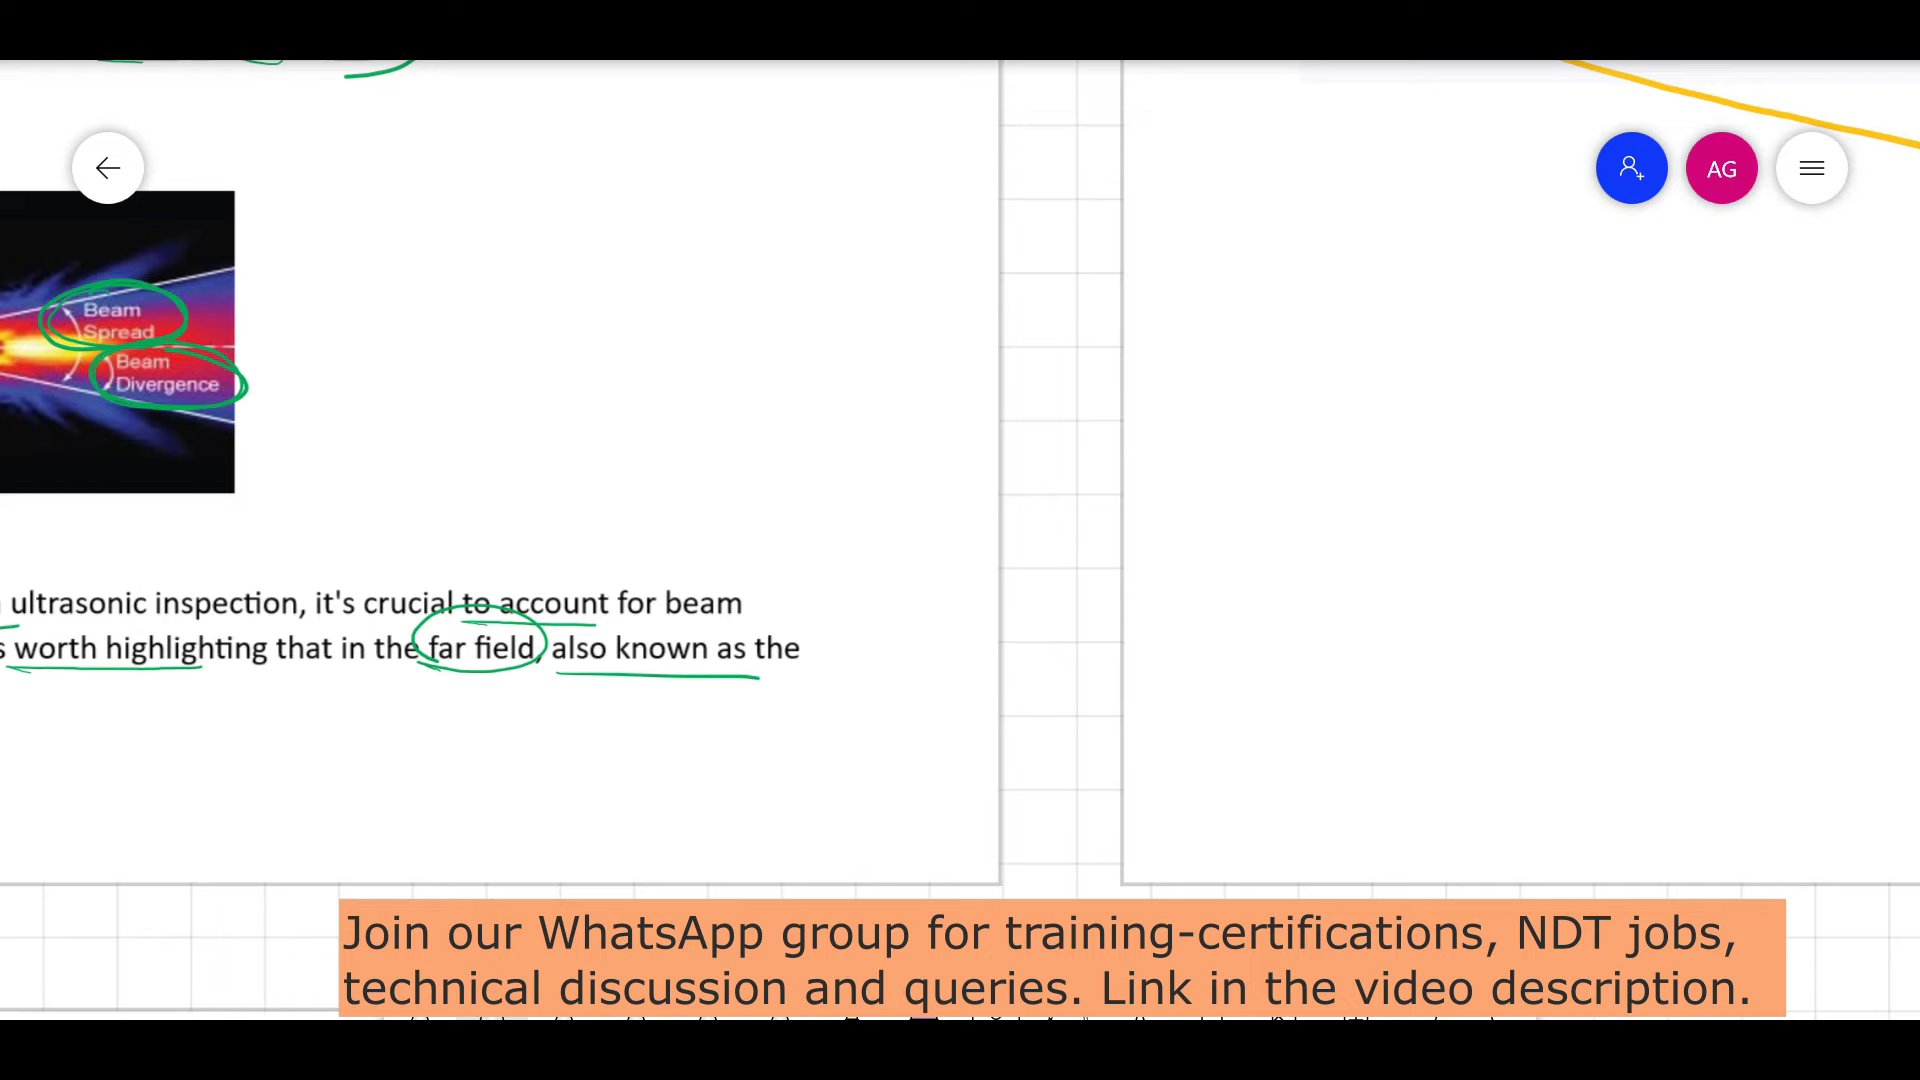 AG
Beam
Spread
Beam
Divergence
ultrasonic inspection, it's crucial to account for beam
worth highlighting that in the far field, also known as the
Join our WhatsApp group for training-certifications, NDT jobs,
technical discussion and queries. Link in the video description.